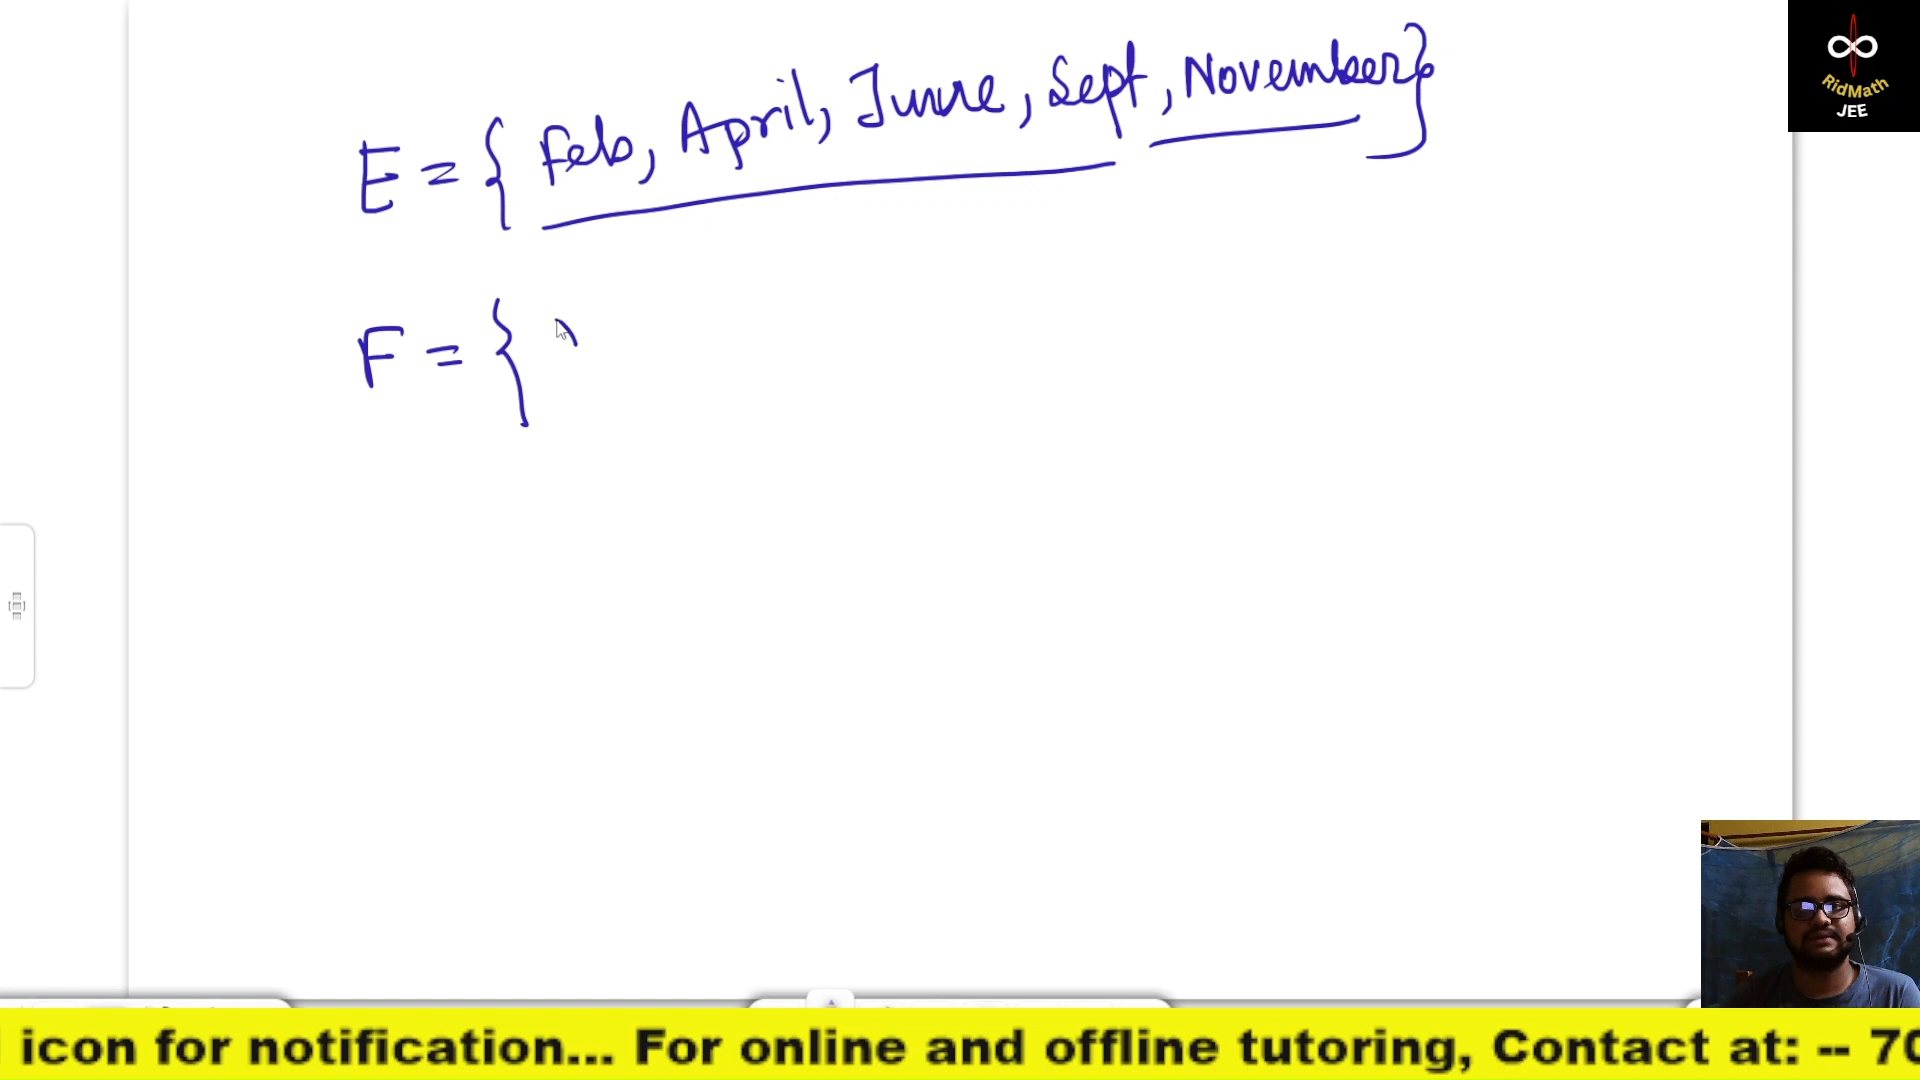 E = { Feb, April, June, Sept, November}
F = {
RidMath
JEE
icon for notification... For online and offline tutoring, Contact at: -- 70